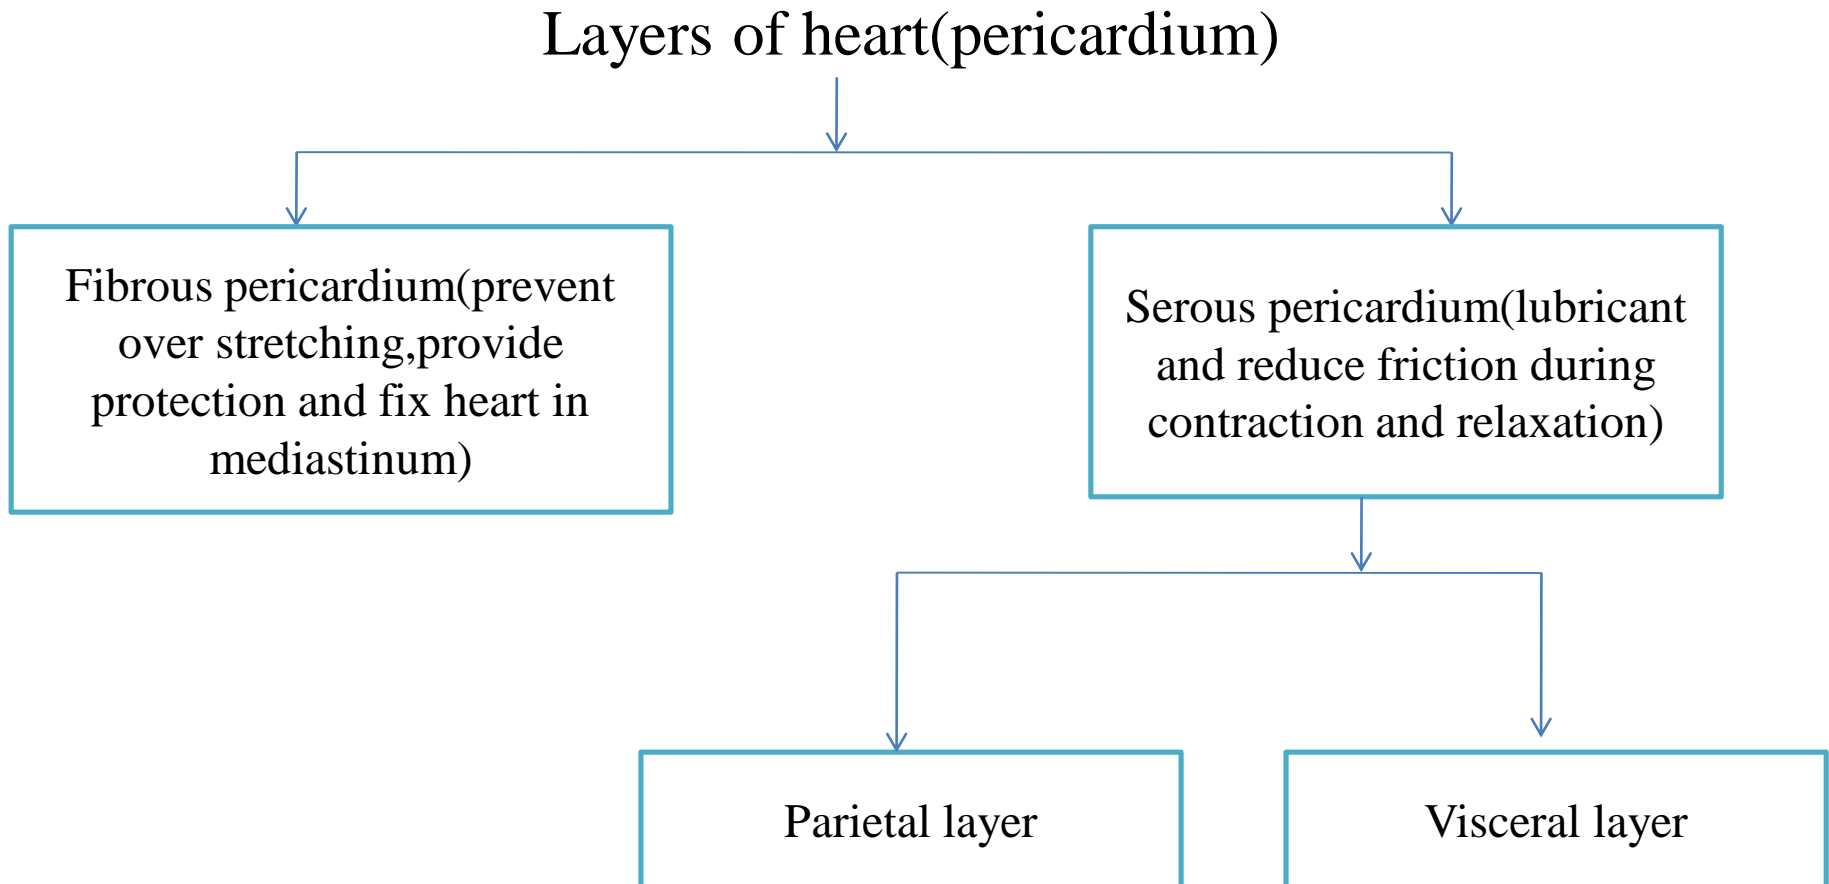 Layers of heart(pericardium)
Fibrous pericardium(prevent
over stretching,provide
protection and fix heart in
mediastinum)
Serous pericardium(lubricant
and reduce friction during
contraction and relaxation)
Parietal layer
Visceral layer